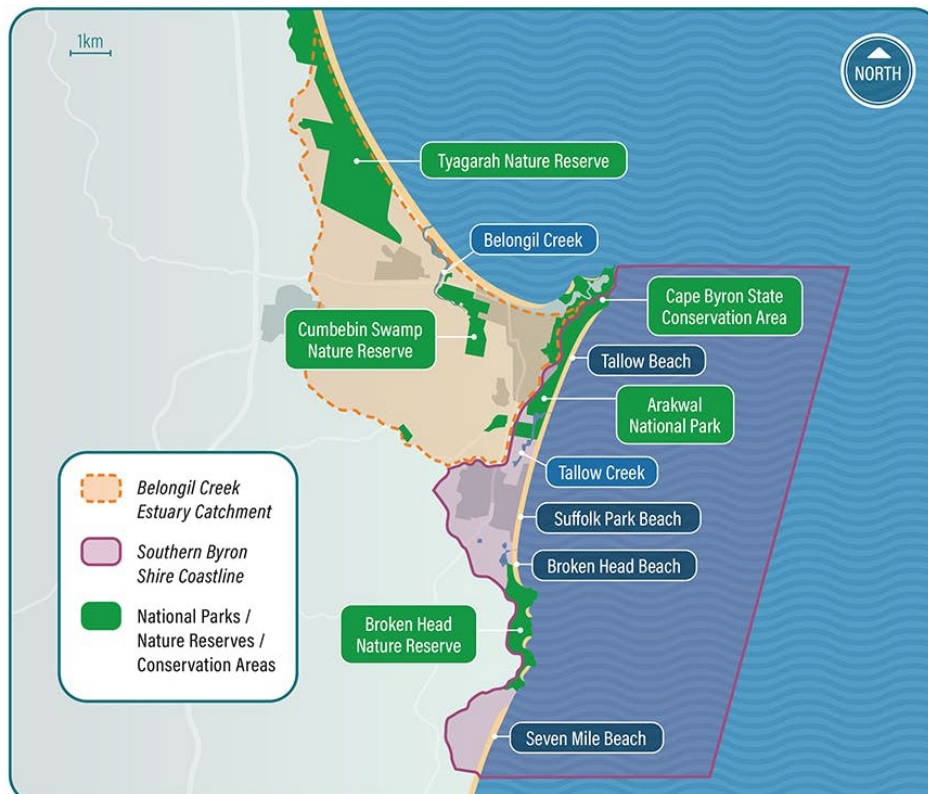 1km
NORTH
Tyagarah Nature Reserve
Belongil Creek
Cape Byron State
Conservation Area
Cumbebin Swamp
Nature Reserve
Tallow Beach
Arakwal
National Park
Tallow Creek
Suffolk Park Beach
Broken Head Beach
Broken Head
Nature Reserve
Seven Mile Beach
Belongil Creek
Estuary Catchment
Southern Byron
Shire Coastline
National Parks /
Nature Reserves /
Conservation Areas